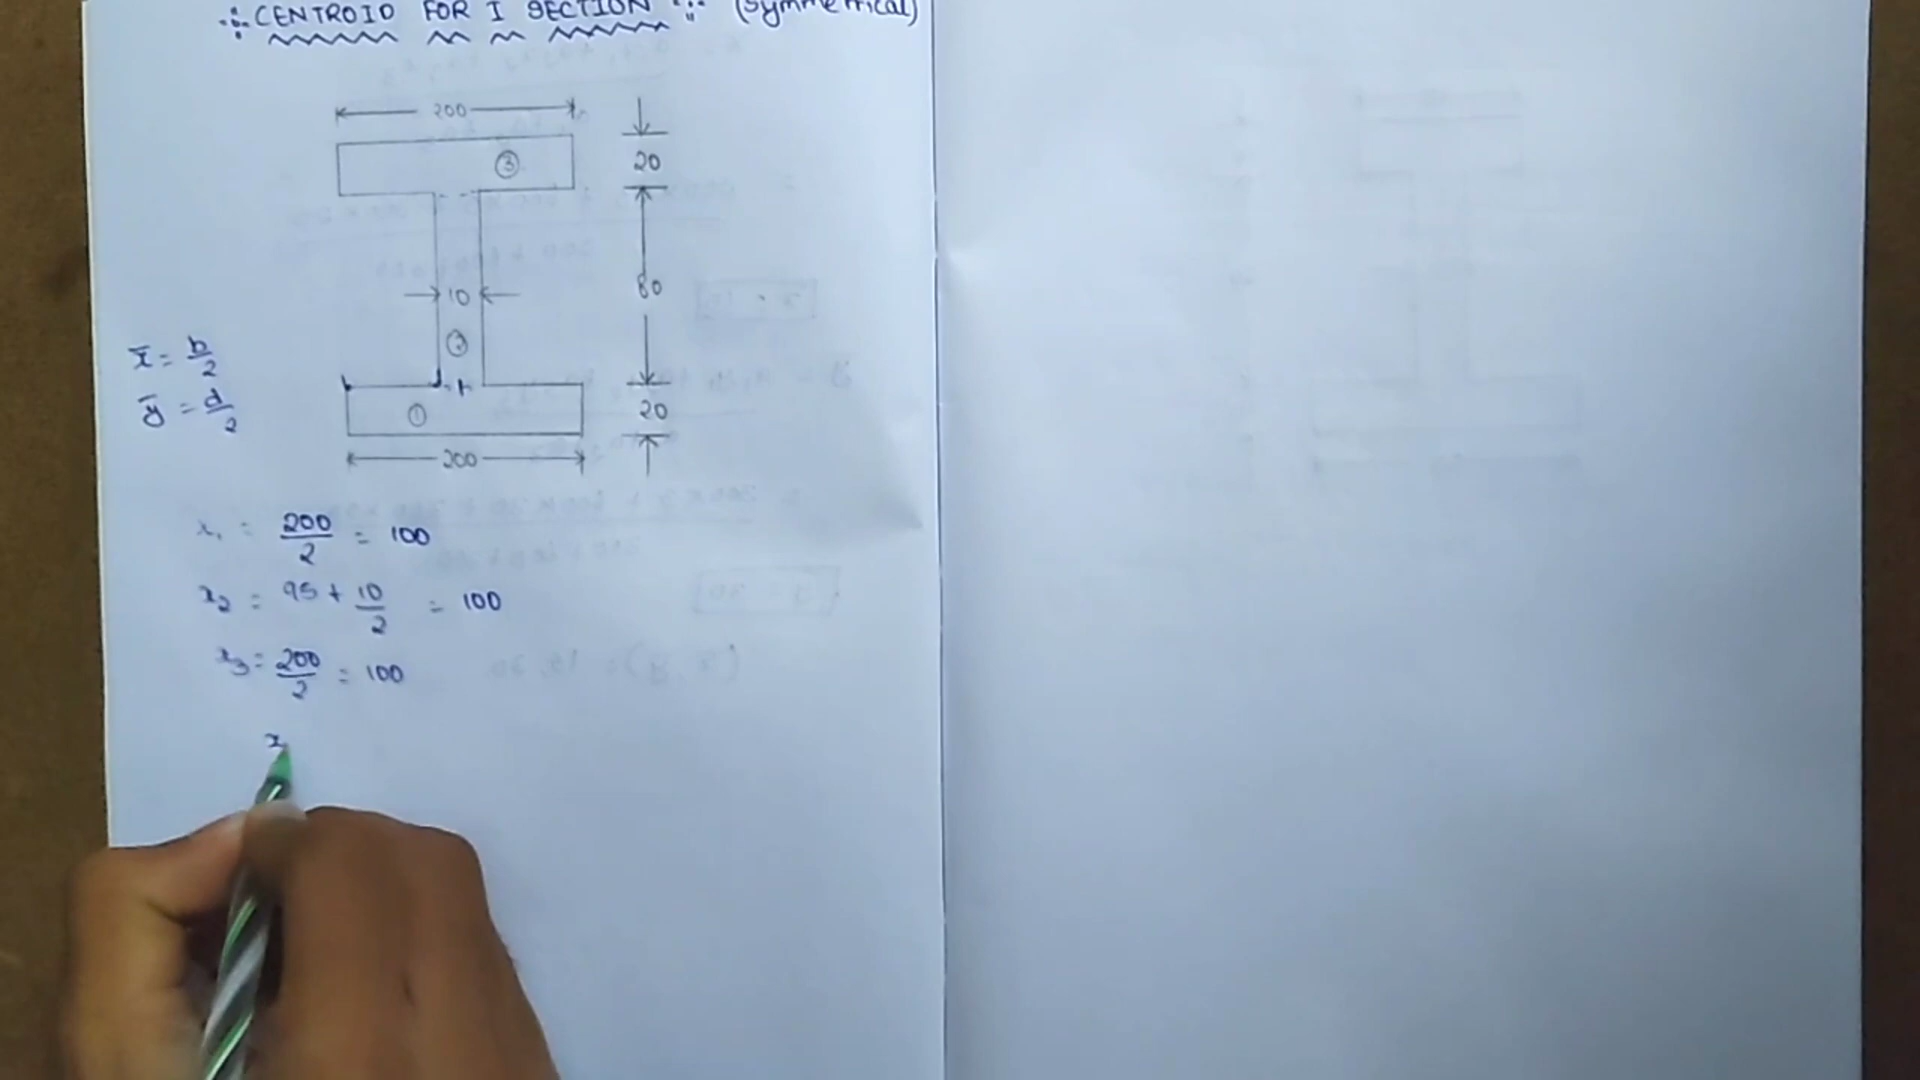 ∴ CENTROID FOR I SECTION ∵ (Symmetrical)
200
③
20
80
10
②
x̄ = b/2
ȳ = d/2
①
20
200
x₁ = 200/2 = 100
x₂ = 95 + 10/2 = 100
x₃ = 200/2 = 100
x